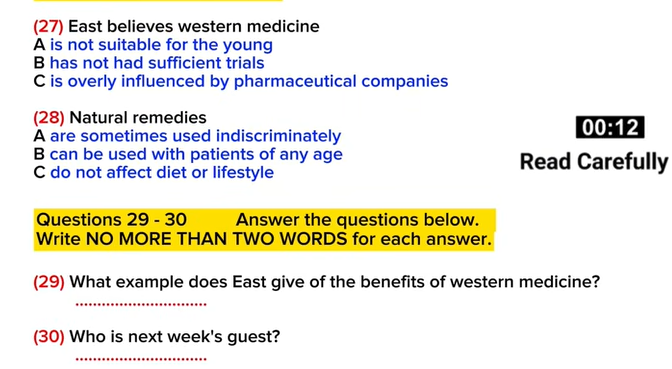 (27) East believes western medicine
A is not suitable for the young
B has not had sufficient trials
C is overly influenced by pharmaceutical companies
(28) Natural remedies
A are sometimes used indiscriminately
B can be used with patients of any age
C do not affect diet or lifestyle
00:12
Read Carefully
Questions 29 - 30 Answer the questions below.
Write NO MORE THAN TWO WORDS for each answer.
(29) What example does East give of the benefits of western medicine?
..............................
(30) Who is next week's guest?
..............................